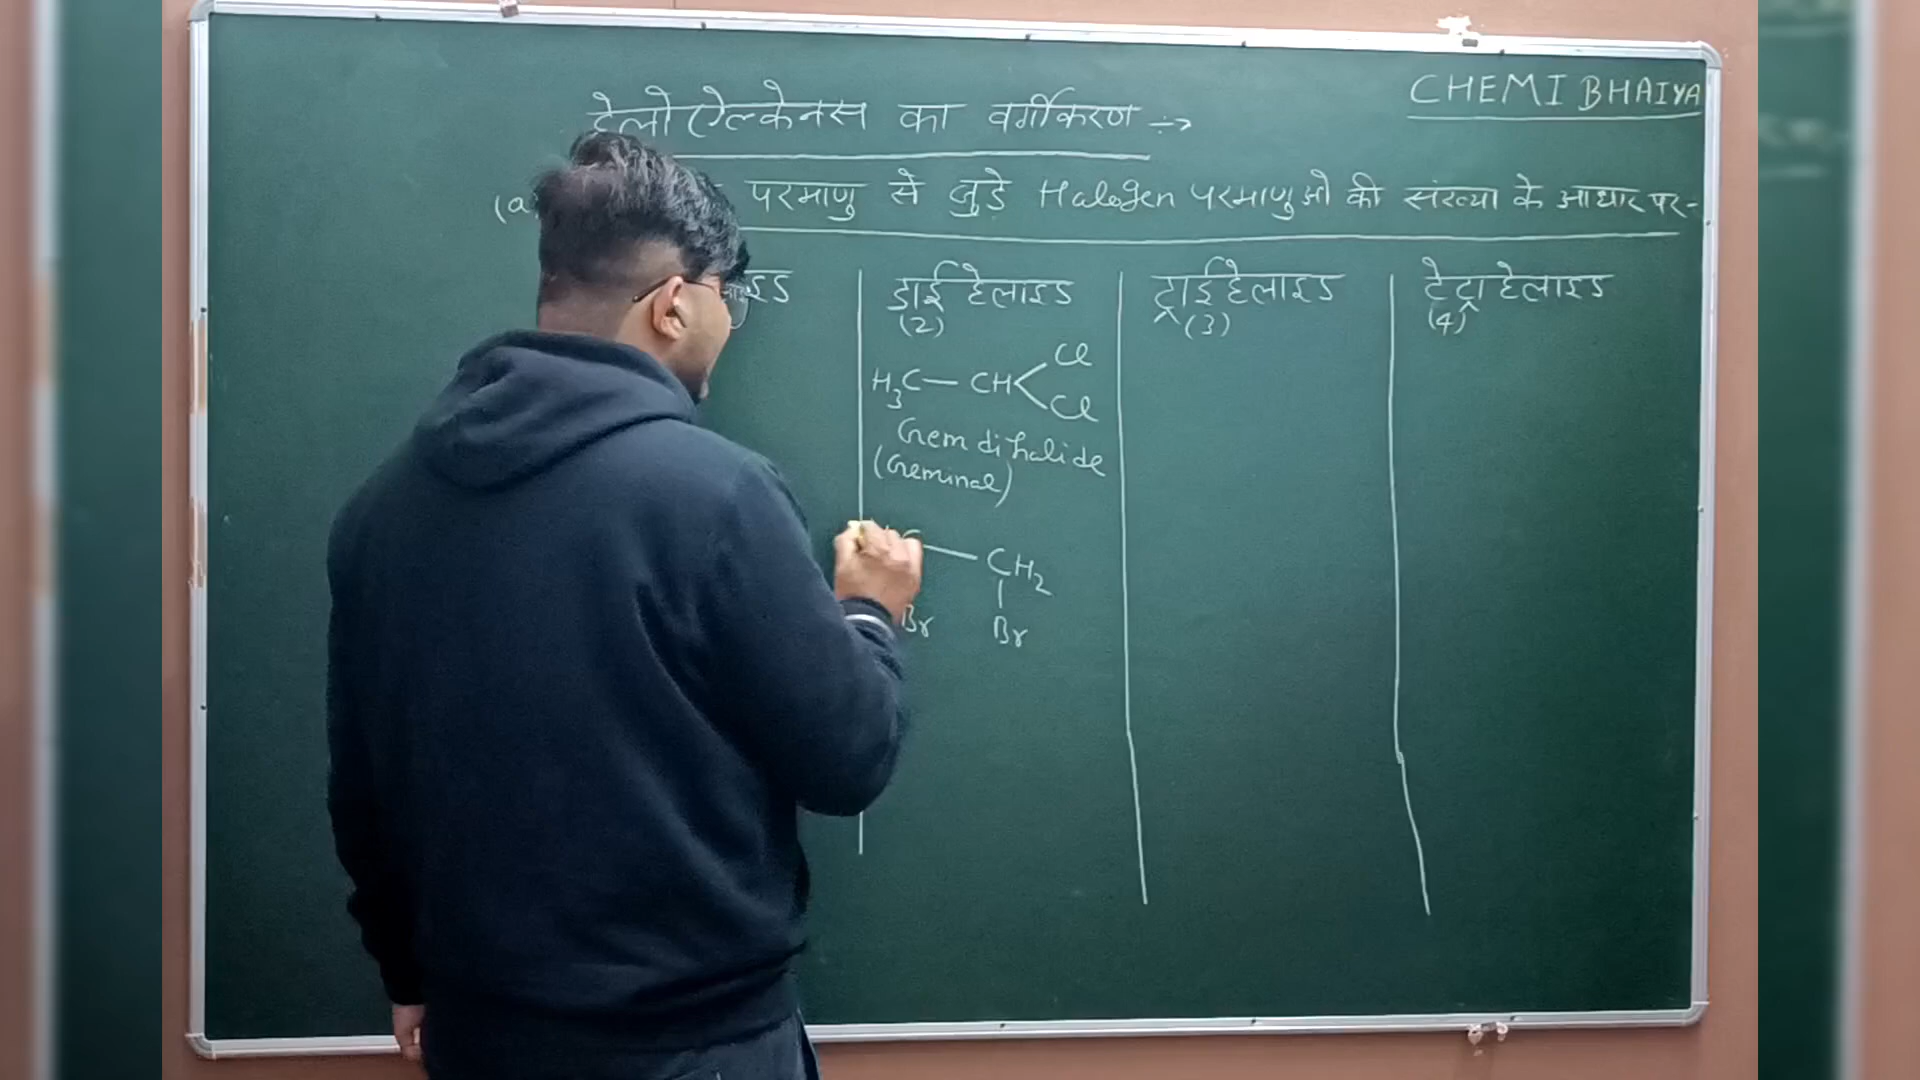 CHEMI BHAIYA
हेलोऐल्केनस का वर्गीकरण ÷→
(a) परमाणु से जुड़े Halogen परमाणुओ की संख्या के आधार पर-
डाई हेलाइड
(2)
H3C — CH < Cl Cl
Gem di halide
(Geminal)
C — CH2
Br Br
ट्राई हेलाइड
(3)
टेट्रा हेलाइड
(4)